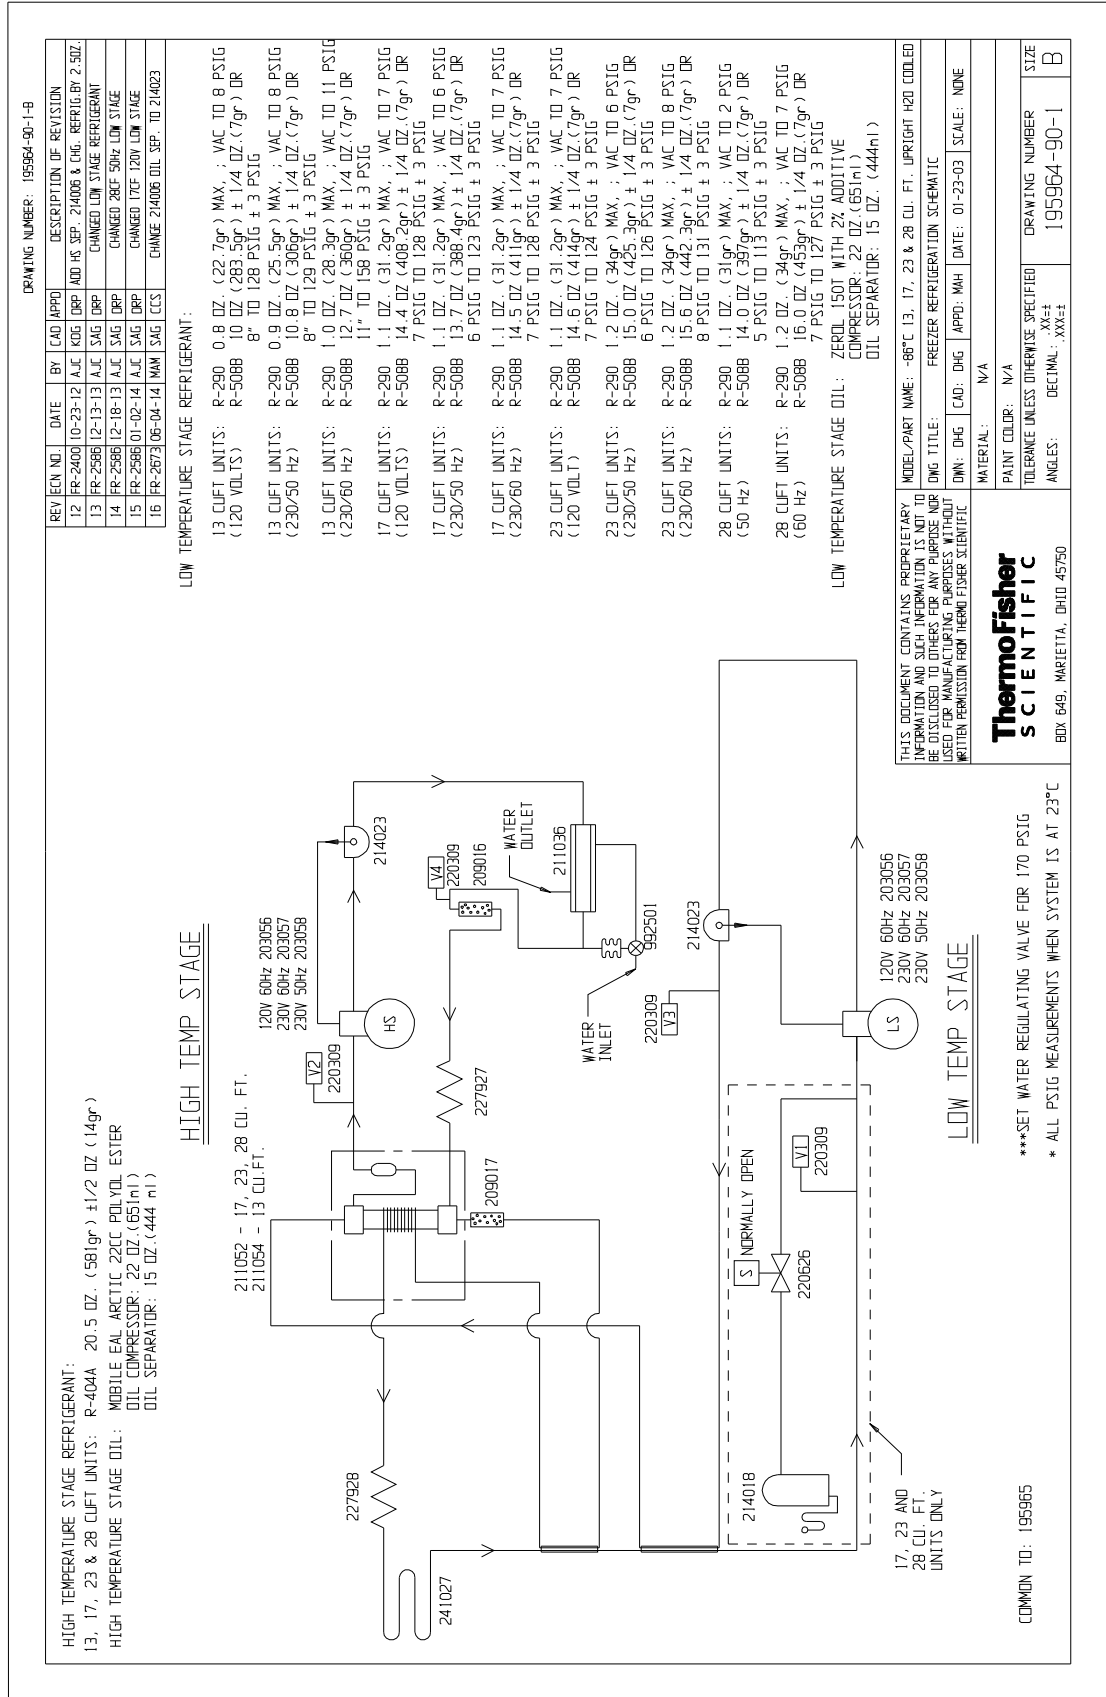 DRAWING NUMBER: 195964-90-1-B
REV ECN NO. DATE BY CAD APPD DESCRIPTION OF REVISION
12 FR-2400 10-23-12 AJC KDG DRP ADD HS SEP. 214006 & CHG. REFRIG.BY 2.5OZ.
13 FR-2586 12-13-13 AJC SAG DRP CHANGED LOW STAGE REFRIGERANT
14 FR-2586 12-18-13 AJC SAG DRP CHANGED 28CF 50Hz LOW STAGE
15 FR-2586 01-02-14 AJC SAG DRP CHANGED 17CF 120V LOW STAGE
16 FR-2673 06-04-14 MAM SAG CCS CHANGE 214006 OIL SEP. TO 214023
HIGH TEMPERATURE STAGE REFRIGERANT:
13, 17, 23 & 28 CUFT UNITS: R-404A 20.5 OZ. (581gr) ±1/2 OZ (14gr)
HIGH TEMPERATURE STAGE OIL: MOBILE EAL ARCTIC 22CC POLYOL ESTER
OIL COMPRESSOR: 22 OZ.(651ml)
OIL SEPARATOR: 15 OZ.(444 ml)
HIGH TEMP STAGE
211052 - 17, 23, 28 CU. FT.
211054 - 13 CU.FT.
V2
220309
120V 60Hz 203056
230V 60Hz 203057
230V 50Hz 203058
HS
214023
V4
220309
209016
WATER
OUTLET
211036
992501
WATER
INLET
227927
209017
227928
241027
214023
220309
V3
120V 60Hz 203056
230V 60Hz 203057
230V 50Hz 203058
LS
S NORMALLY OPEN
220626
V1
220309
214018
17, 23 AND
28 CU. FT.
UNITS ONLY
LOW TEMP STAGE
***SET WATER REGULATING VALVE FOR 170 PSIG
* ALL PSIG MEASUREMENTS WHEN SYSTEM IS AT 23°C
COMMON TO: 195965
LOW TEMPERATURE STAGE REFRIGERANT:
13 CUFT UNITS: R-290 0.8 OZ. (22.7gr) MAX, ; VAC TO 8 PSIG
(120 VOLTS) R-508B 10 OZ (283.5gr) ± 1/4 OZ.(7gr) OR
8" TO 128 PSIG ± 3 PSIG
13 CUFT UNITS: R-290 0.9 OZ. (25.5gr) MAX, ; VAC TO 8 PSIG
(230/50 Hz) R-508B 10.8 OZ (306gr) ± 1/4 OZ.(7gr) OR
8" TO 129 PSIG ± 3 PSIG
13 CUFT UNITS: R-290 1.0 OZ. (28.3gr) MAX, ; VAC TO 11 PSIG
(230/60 Hz) R-508B 12.7 OZ (360gr) ± 1/4 OZ.(7gr) OR
11" TO 158 PSIG ± 3 PSIG
17 CUFT UNITS: R-290 1.1 OZ. (31.2gr) MAX, ; VAC TO 7 PSIG
(120 VOLTS) R-508B 14.4 OZ (408.2gr) ± 1/4 OZ.(7gr) OR
7 PSIG TO 128 PSIG ± 3 PSIG
17 CUFT UNITS: R-290 1.1 OZ. (31.2gr) MAX, ; VAC TO 6 PSIG
(230/50 Hz) R-508B 13.7 OZ (388.4gr) ± 1/4 OZ.(7gr) OR
6 PSIG TO 123 PSIG ± 3 PSIG
17 CUFT UNITS: R-290 1.1 OZ. (31.2gr) MAX, ; VAC TO 7 PSIG
(230/60 Hz) R-508B 14.5 OZ (411gr) ± 1/4 OZ.(7gr) OR
7 PSIG TO 128 PSIG ± 3 PSIG
23 CUFT UNITS: R-290 1.1 OZ. (31.2gr) MAX, ; VAC TO 7 PSIG
(120 VOLT) R-508B 14.6 OZ (414gr) ± 1/4 OZ.(7gr) OR
7 PSIG TO 124 PSIG ± 3 PSIG
23 CUFT UNITS: R-290 1.2 OZ. (34gr) MAX, ; VAC TO 6 PSIG
(230/50 Hz) R-508B 15.0 OZ (425.3gr) ± 1/4 OZ.(7gr) OR
6 PSIG TO 126 PSIG ± 3 PSIG
23 CUFT UNITS: R-290 1.2 OZ. (34gr) MAX, ; VAC TO 8 PSIG
(230/60 Hz) R-508B 15.6 OZ (442.3gr) ± 1/4 OZ.(7gr) OR
8 PSIG TO 131 PSIG ± 3 PSIG
28 CUFT UNITS: R-290 1.1 OZ. (31gr) MAX, ; VAC TO 2 PSIG
(50 Hz) R-508B 14.0 OZ (397gr) ± 1/4 OZ.(7gr) OR
5 PSIG TO 113 PSIG ± 3 PSIG
28 CUFT UNITS: R-290 1.2 OZ. (34gr) MAX, ; VAC TO 7 PSIG
(60 Hz) R-508B 16.0 OZ (453gr) ± 1/4 OZ.(7gr) OR
7 PSIG TO 127 PSIG ± 3 PSIG
LOW TEMPERATURE STAGE OIL: ZEROL 150T WITH 2% ADDITIVE
COMPRESSOR: 22 OZ.(651ml)
OIL SEPARATOR: 15 OZ. (444ml)
THIS DOCUMENT CONTAINS PROPRIETARY
INFORMATION AND SUCH INFORMATION IS NOT TO
BE DISCLOSED TO OTHERS FOR ANY PURPOSE NOR
USED FOR MANUFACTURING PURPOSES WITHOUT
WRITTEN PERMISSION FROM THERMO FISHER SCIENTIFIC
ThermoFisher
SCIENTIFIC
BOX 649, MARIETTA, OHIO 45750
MODEL/PART NAME: -86°C 13, 17, 23 & 28 CU. FT. UPRIGHT H2O COOLED
DWG TITLE: FREEZER REFRIGERATION SCHEMATIC
DWN: DHG CAD: DHG APPD: MAH DATE: 01-23-03 SCALE: NONE
MATERIAL: N/A
PAINT COLOR: N/A
TOLERANCE UNLESS OTHERWISE SPECIFIED
ANGLES: DECIMAL: .XX=±
.XXX=±
DRAWING NUMBER
195964-90-1
SIZE
B